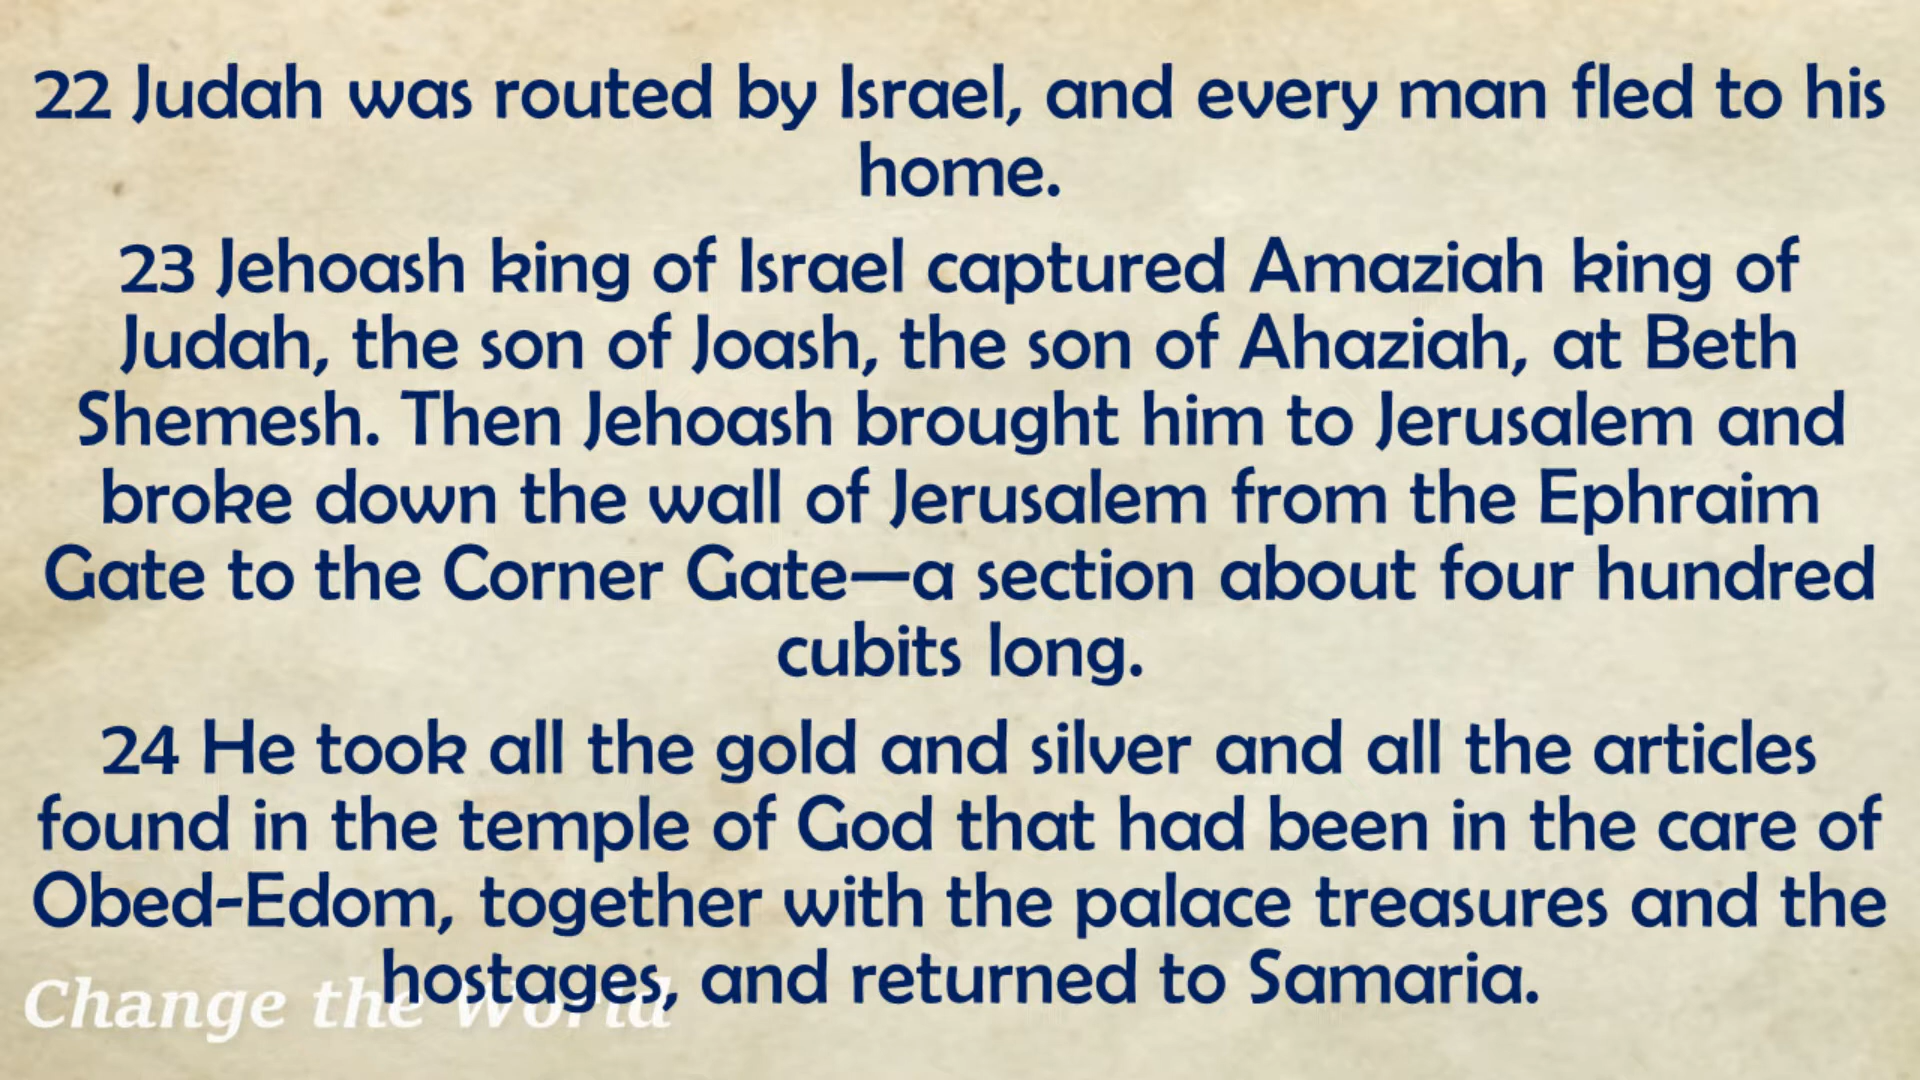 22 Judah was routed by Israel, and every man fled to his
home.
23 Jehoash king of Israel captured Amaziah king of
Judah, the son of Joash, the son of Ahaziah, at Beth
Shemesh. Then Jehoash brought him to Jerusalem and
broke down the wall of Jerusalem from the Ephraim
Gate to the Corner Gate—a section about four hundred
cubits long.
24 He took all the gold and silver and all the articles
found in the temple of God that had been in the care of
Obed-Edom, together with the palace treasures and the
hostages, and returned to Samaria.
Change the World